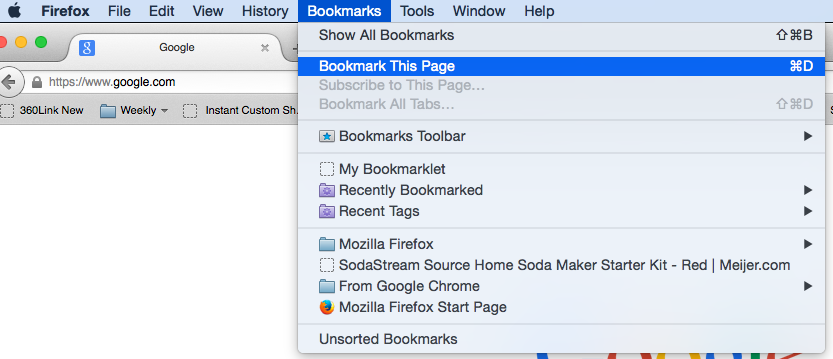 Firefox File Edit View History Bookmarks Tools Window Help
Show All Bookmarks ⇧⌘B
Google
Bookmark This Page ⌘D
https://www.google.com
Subscribe to This Page...
Bookmark All Tabs... ⇧⌘D
360Link New Weekly Instant Custom Sh.
Bookmarks Toolbar
My Bookmarklet
Recently Bookmarked
Recent Tags
Mozilla Firefox
SodaStream Source Home Soda Maker Starter Kit - Red | Meijer.com
From Google Chrome
Mozilla Firefox Start Page
Unsorted Bookmarks